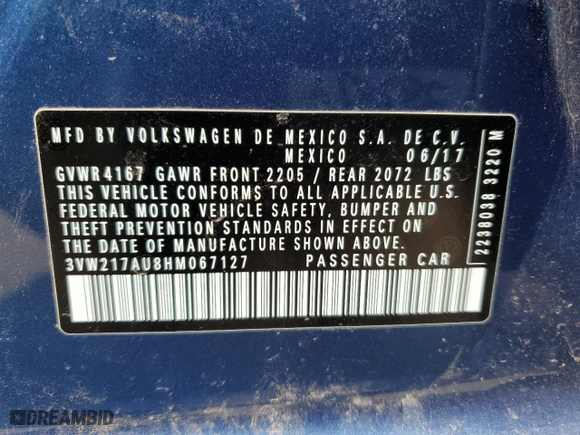 MFD BY VOLKSWAGEN DE MEXICO S.A. DE C.V.
MEXICO 06/17
GVWR4167 GAWR FRONT 2205 / REAR 2072 LBS
THIS VEHICLE CONFORMS TO ALL APPLICABLE U.S.
FEDERAL MOTOR VEHICLE SAFETY, BUMPER AND
THEFT PREVENTION STANDARDS IN EFFECT ON
THE DATE OF MANUFACTURE SHOWN ABOVE.
3VW217AU8HM067127 PASSENGER CAR
2238038 3220 M
DREAMBID